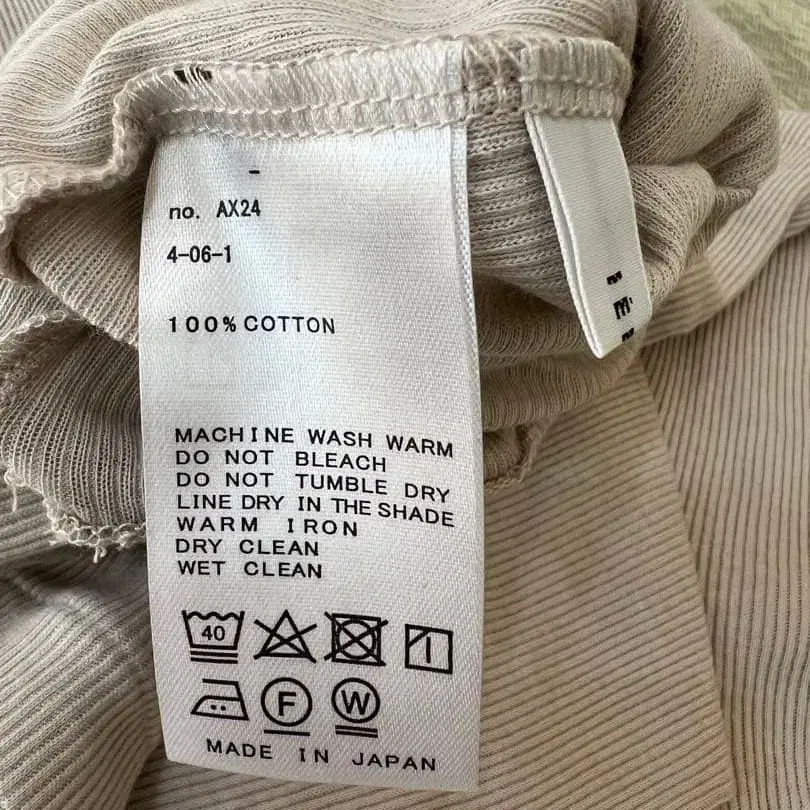 -
no. AX24
4-06-1
100% COTTON
MACHINE WASH WARM
DO NOT BLEACH
DO NOT TUMBLE DRY
LINE DRY IN THE SHADE
WARM IRON
DRY CLEAN
WET CLEAN
40
F W
MADE IN JAPAN